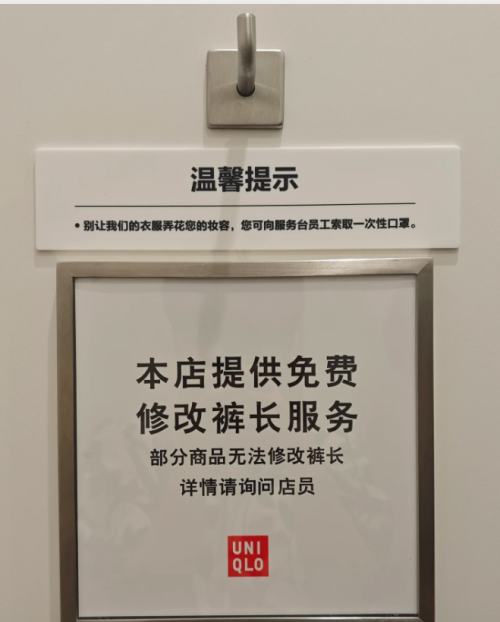 温馨提示
• 别让我们的衣服弄花您的妆容，您可向服务台员工索取一次性口罩。
本店提供免费
修改裤长服务
部分商品无法修改裤长
详情请询问店员
UNI
QLO